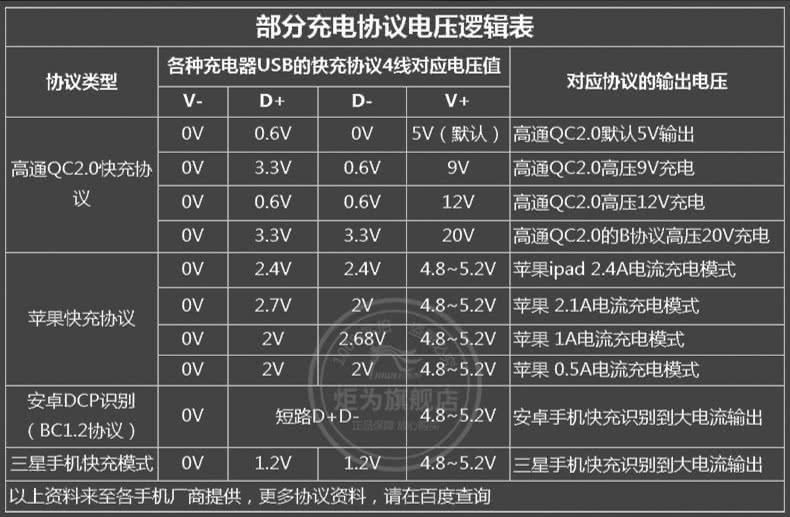 部分充电协议电压逻辑表
协议类型 各种充电器USB的快充协议4线对应电压值 对应协议的输出电压
V- D+ D- V+
高通QC2.0快充协议
0V 0.6V 0V 5V（默认） 高通QC2.0默认5V输出
0V 3.3V 0.6V 9V 高通QC2.0高压9V充电
0V 0.6V 0.6V 12V 高通QC2.0高压12V充电
0V 3.3V 3.3V 20V 高通QC2.0的B协议高压20V充电
苹果快充协议
0V 2.4V 2.4V 4.8~5.2V 苹果ipad 2.4A电流充电模式
0V 2.7V 2V 4.8~5.2V 苹果 2.1A电流充电模式
0V 2V 2.68V 4.8~5.2V 苹果 1A电流充电模式
0V 2V 2V 4.8~5.2V 苹果 0.5A电流充电模式
安卓DCP识别
（BC1.2协议） 0V 短路D+D- 4.8~5.2V 安卓手机快充识别到大电流输出
三星手机快充模式 0V 1.2V 1.2V 4.8~5.2V 三星手机快充识别到大电流输出
以上资料来至各手机厂商提供，更多协议资料，请在百度查询
炬为旗舰店
正品保障 放心购买